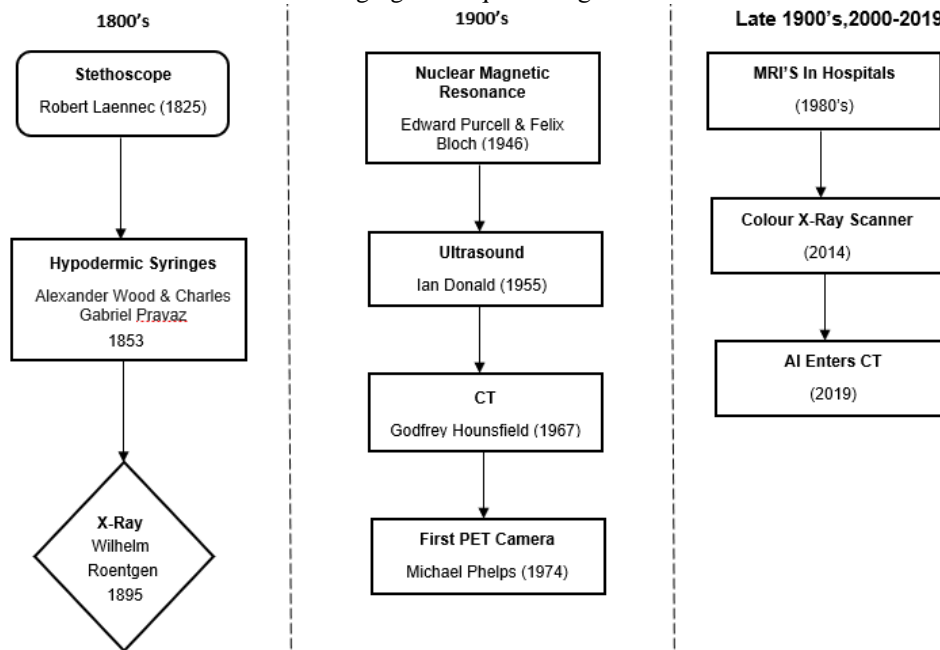 1800's
Stethoscope
Robert Laennec (1825)
Hypodermic Syringes
Alexander Wood & Charles
Gabriel Pravaz
1853
X-Ray
Wilhelm
Roentgen
1895
1900's
Nuclear Magnetic
Resonance
Edward Purcell & Felix
Bloch (1946)
Ultrasound
Ian Donald (1955)
CT
Godfrey Hounsfield (1967)
First PET Camera
Michael Phelps (1974)
Late 1900's,2000-2019
MRI'S In Hospitals
(1980's)
Colour X-Ray Scanner
(2014)
AI Enters CT
(2019)